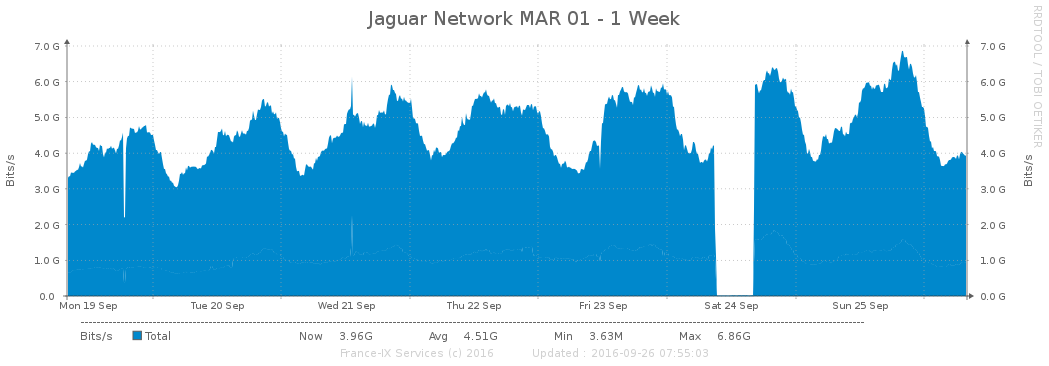 Jaguar Network MAR 01 - 1 Week
RRDTOOL / TOBI OETIKER
Bits/s
7.0 G
6.0 G
5.0 G
4.0 G
3.0 G
2.0 G
1.0 G
0.0
7.0 G
6.0 G
5.0 G
4.0 G
3.0 G
2.0 G
1.0 G
0.0 G
Bits/s
Mon 19 Sep Tue 20 Sep Wed 21 Sep Thu 22 Sep Fri 23 Sep Sat 24 Sep Sun 25 Sep
Bits/s Total Now 3.96G Avg 4.51G Min 3.63M Max 6.86G
France-IX Services (c) 2016 Updated : 2016-09-26 07:55:03